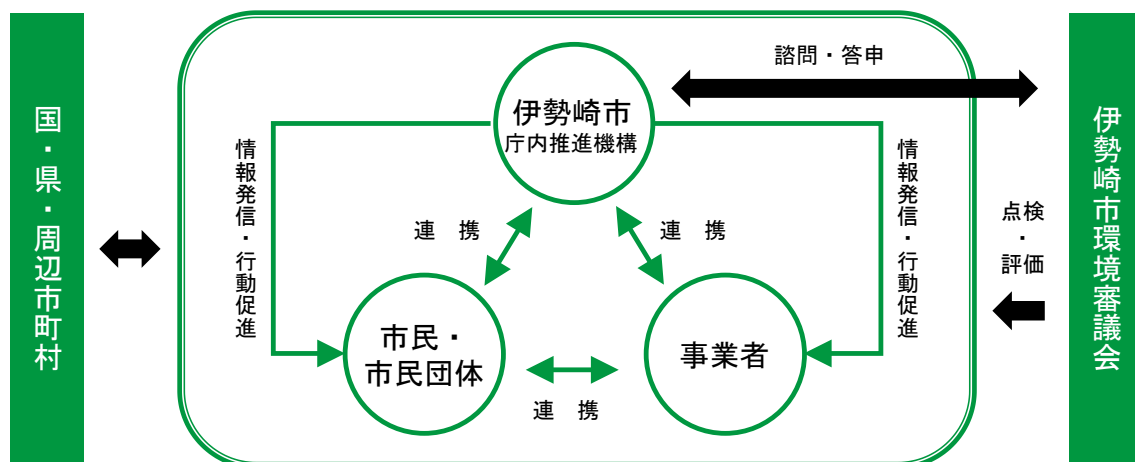 国・県・周辺市町村
諮問・答申
伊勢崎市
庁内推進機構
情報発信・行動促進
情報発信・行動促進
連　携
連　携
市民・
市民団体
事業者
連　携
点検
・
評価
伊勢崎市環境審議会